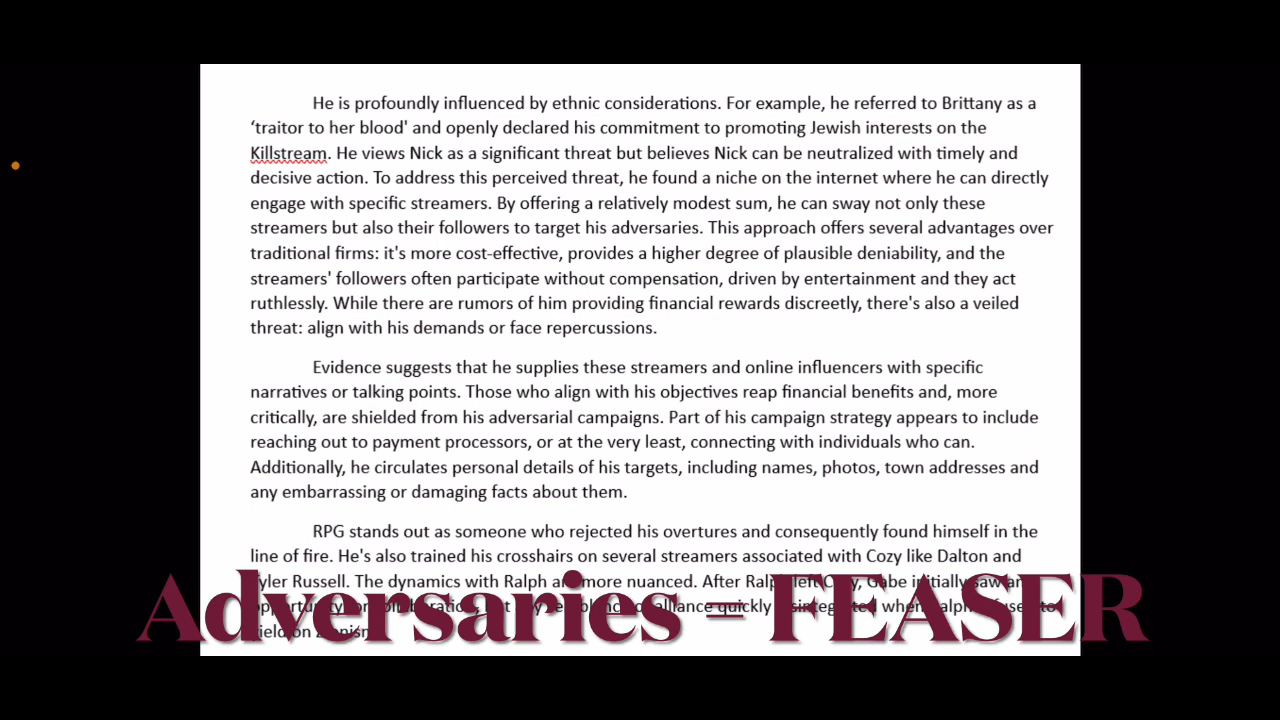 He is profoundly influenced by ethnic considerations. For example, he referred to Brittany as a
‘traitor to her blood' and openly declared his commitment to promoting Jewish interests on the
Killstream. He views Nick as a significant threat but believes Nick can be neutralized with timely and
decisive action. To address this perceived threat, he found a niche on the internet where he can directly
engage with specific streamers. By offering a relatively modest sum, he can sway not only these
streamers but also their followers to target his adversaries. This approach offers several advantages over
traditional firms: it's more cost-effective, provides a higher degree of plausible deniability, and the
streamers' followers often participate without compensation, driven by entertainment and they act
ruthlessly. While there are rumors of him providing financial rewards discreetly, there's also a veiled
threat: align with his demands or face repercussions.
Evidence suggests that he supplies these streamers and online influencers with specific
narratives or talking points. Those who align with his objectives reap financial benefits and, more
critically, are shielded from his adversarial campaigns. Part of his campaign strategy appears to include
reaching out to payment processors, or at the very least, connecting with individuals who can.
Additionally, he circulates personal details of his targets, including names, photos, town addresses and
any embarrassing or damaging facts about them.
RPG stands out as someone who rejected his overtures and consequently found himself in the
line of fire. He's also trained his crosshairs on several streamers associated with Cozy like Dalton and
Tyler Russell. The dynamics with Ralph are more nuanced. After Ralph left Cozy, Gabe initially saw an
quickly when
on
Adversaries = FEASER